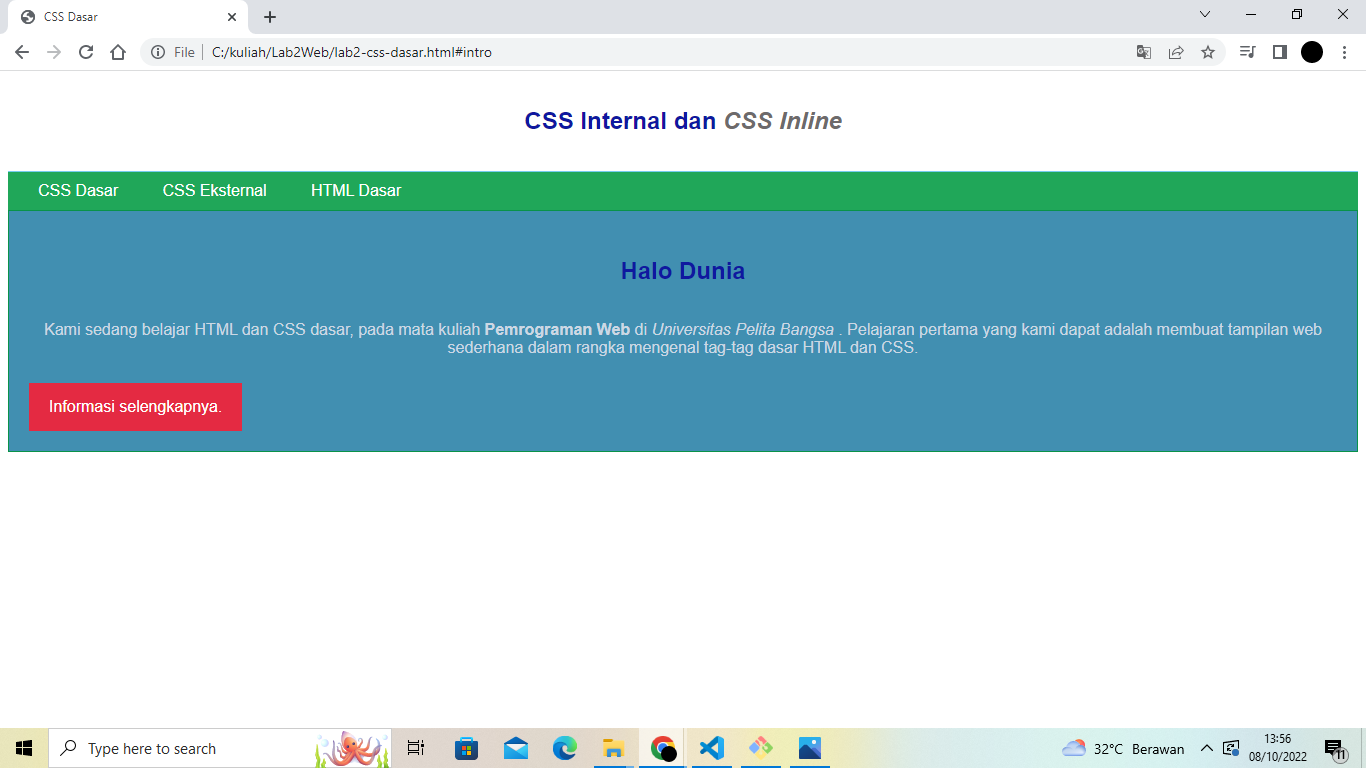 CSS Dasar
File
C:/kuliah/Lab2Web/lab2-css-dasar.html#intro
CSS Internal dan CSS Inline
CSS Dasar CSS Eksternal HTML Dasar
Halo Dunia
Kami sedang belajar HTML dan CSS dasar, pada mata kuliah Pemrograman Web di Universitas Pelita Bangsa . Pelajaran pertama yang kami dapat adalah membuat tampilan web
sederhana dalam rangka mengenal tag-tag dasar HTML dan CSS.
Informasi selengkapnya.
Type here to search
32°C Berawan
13:56
08/10/2022
11